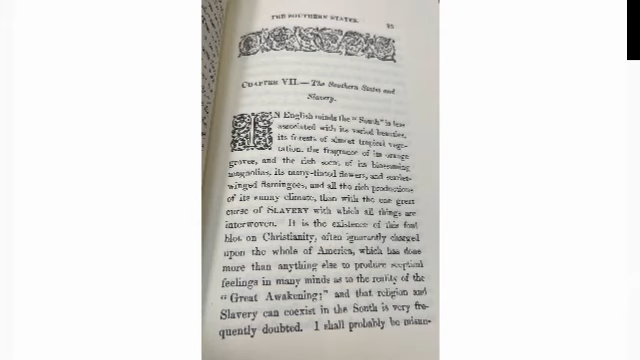 THE SOUTHERN STATES. 95
CHAPTER VII.—The Southern States and
Slavery.
IN English minds the "South" is less
associated with its varied beauties,
its forests of almost tropical vege-
tation, the fragrance of its orange
groves, and the rich scent of its blossoming
magnolias, its many-tinted flowers, and scarlet-
winged flamingoes, and all the rich productions
of its sunny climate, than with the one great
curse of SLAVERY with which all things are
interwoven. It is the existence of this foul
blot on Christianity, often ignorantly charged
upon the whole of America, which has done
more than anything else to produce sceptical
feelings in many minds as to the reality of the
"Great Awakening;" and that religion and
Slavery can coexist in the South is very fre-
quently doubted. I shall probably be misun-